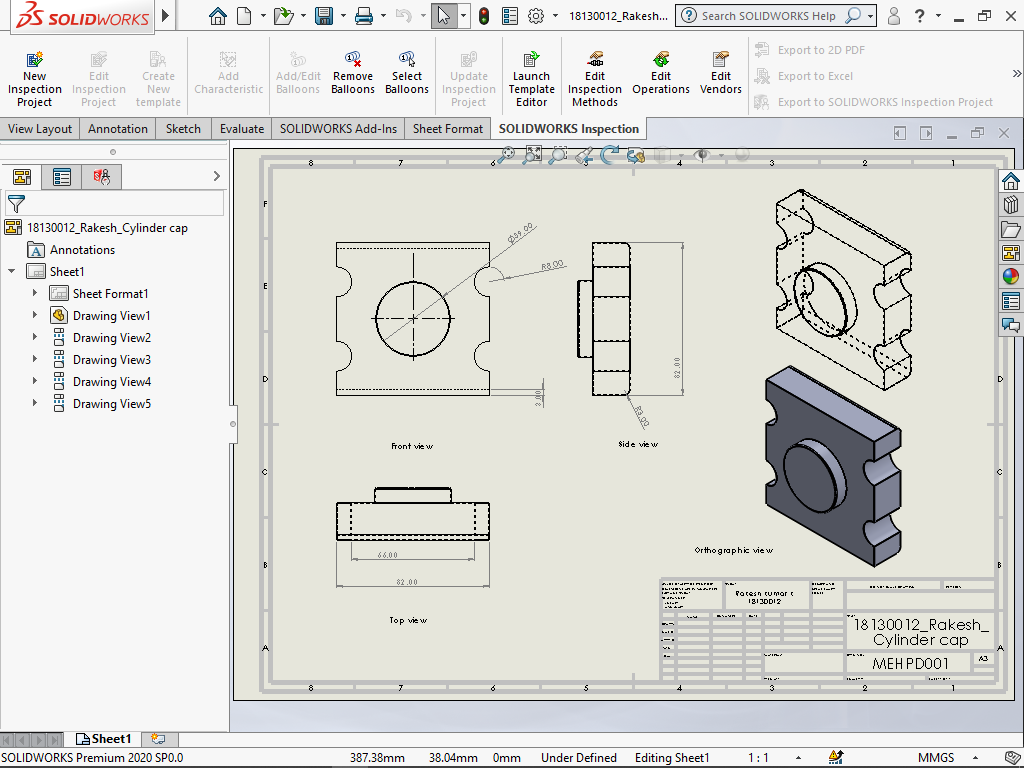 SOLIDWORKS
18130012_Rakesh...
Search SOLIDWORKS Help
New Inspection Project
Edit Inspection Project
Create New template
Add Characteristic
Add/Edit Balloons
Remove Balloons
Select Balloons
Update Inspection Project
Launch Template Editor
Edit Inspection Methods
Edit Operations
Edit Vendors
Export to 2D PDF
Export to Excel
Export to SOLIDWORKS Inspection Project
View Layout
Annotation
Sketch
Evaluate
SOLIDWORKS Add-Ins
Sheet Format
SOLIDWORKS Inspection
18130012_Rakesh_Cylinder cap
Annotations
Sheet1
Sheet Format1
Drawing View1
Drawing View2
Drawing View3
Drawing View4
Drawing View5
8 7 6 5 4 3 2 1
F
E
D
C
B
A
Ø39.00
R8.00
3.00
Front view
82.00
R3.00
Side view
66.00
82.00
Top view
Orthographic view
Rakesh kumar s
18130012
18130012_Rakesh_
Cylinder cap
MEHPD001
A3
D
C
B
A
8 7 6 5 4 3 2 1
Sheet1
SOLIDWORKS Premium 2020 SP0.0
387.38mm
38.04mm
0mm
Under Defined
Editing Sheet1
1 : 1
MMGS